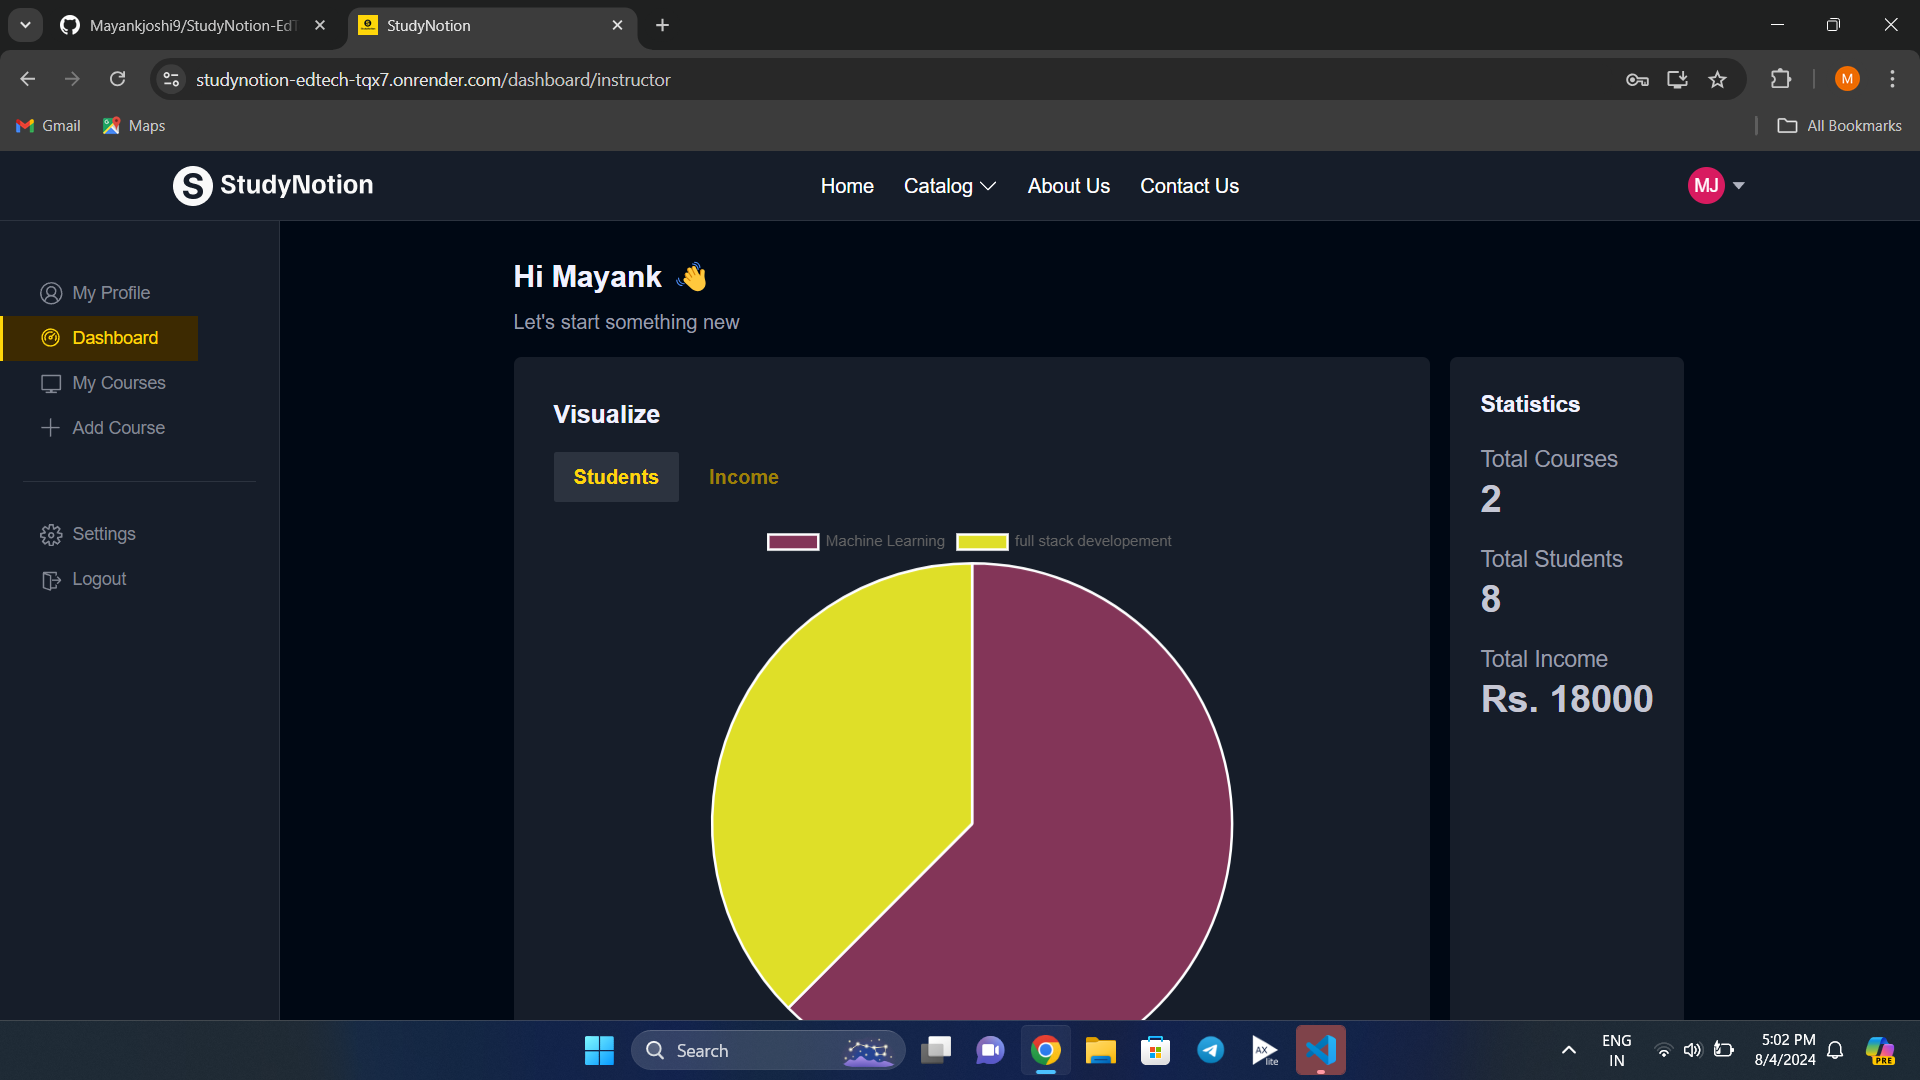 Mayankjoshi9/StudyNotion-EdT
StudyNotion
studynotion-edtech-tqx7.onrender.com/dashboard/instructor
M
Gmail
Maps
All Bookmarks
S StudyNotion
Home
Catalog
About Us
Contact Us
MJ
My Profile
Dashboard
My Courses
Add Course
Settings
Logout
Hi Mayank 👋
Let's start something new
Visualize
Students
Income
Machine Learning
full stack developement
Statistics
Total Courses
2
Total Students
8
Total Income
Rs. 18000
Search
AX
lite
ENG
IN
5:02 PM
8/4/2024
PRE